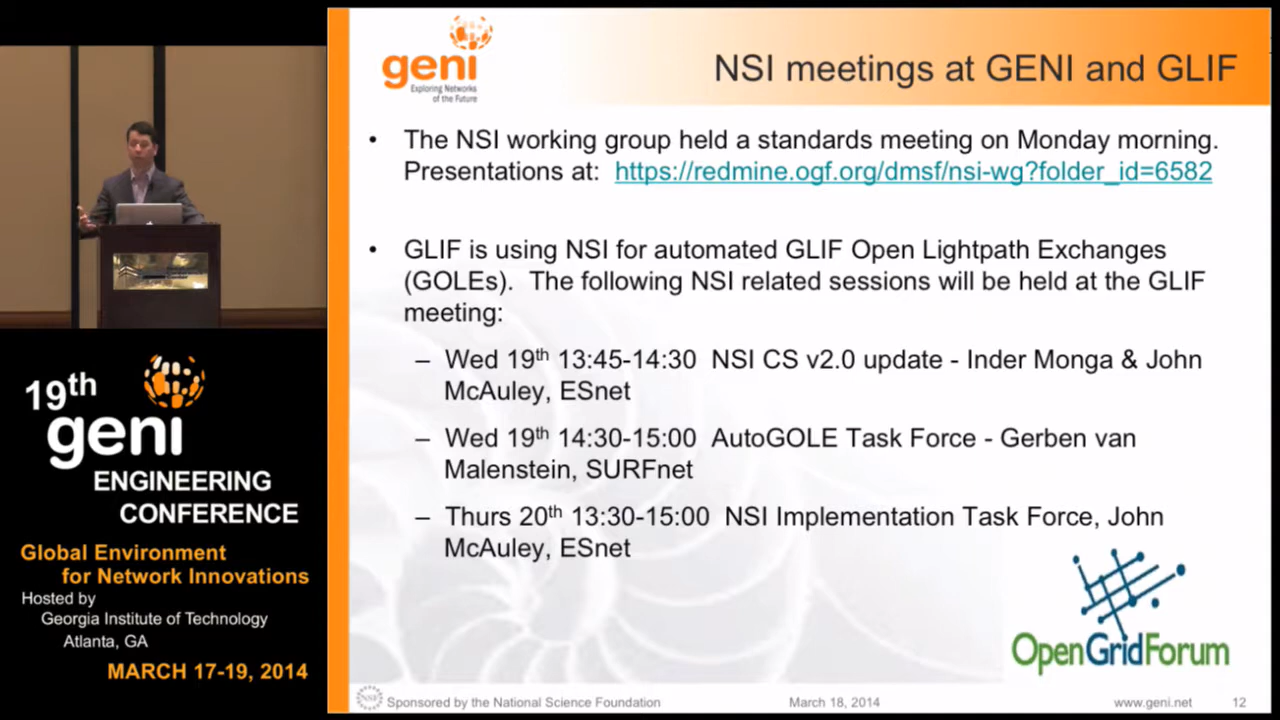 geni
Exploring Networks
of the Future
NSI meetings at GENI and GLIF
• The NSI working group held a standards meeting on Monday morning.
Presentations at: https://redmine.ogf.org/dmsf/nsi-wg?folder_id=6582
• GLIF is using NSI for automated GLIF Open Lightpath Exchanges
(GOLEs). The following NSI related sessions will be held at the GLIF
meeting:
– Wed 19th 13:45-14:30 NSI CS v2.0 update - Inder Monga & John
McAuley, ESnet
– Wed 19th 14:30-15:00 AutoGOLE Task Force - Gerben van
Malenstein, SURFnet
– Thurs 20th 13:30-15:00 NSI Implementation Task Force, John
McAuley, ESnet
OpenGridForum
NSF
Sponsored by the National Science Foundation
March 18, 2014
www.geni.net
12
19th
geni
ENGINEERING
CONFERENCE
Global Environment
for Network Innovations
Hosted by
Georgia Institute of Technology
Atlanta, GA
MARCH 17-19, 2014